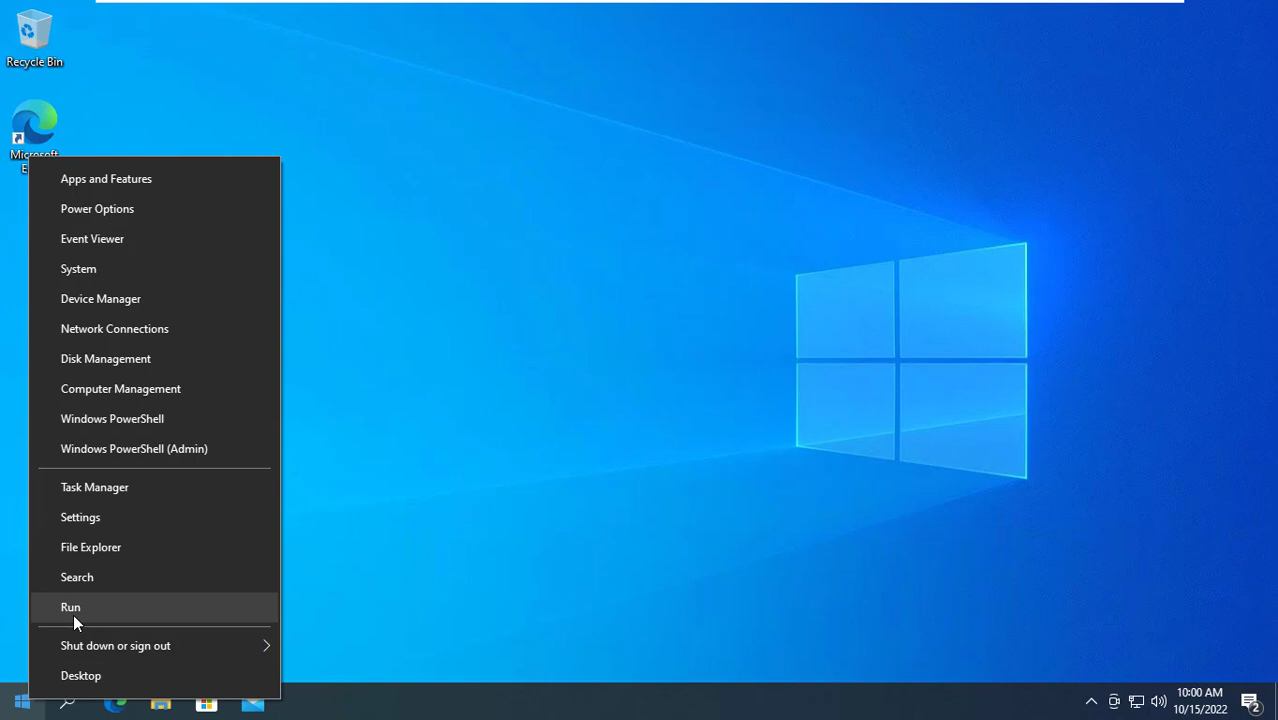 Recycle Bin
Microsoft
E
Apps and Features
Power Options
Event Viewer
System
Device Manager
Network Connections
Disk Management
Computer Management
Windows PowerShell
Windows PowerShell (Admin)
Task Manager
Settings
File Explorer
Search
Run
Shut down or sign out
Desktop
10:00 AM
10/15/2022
2